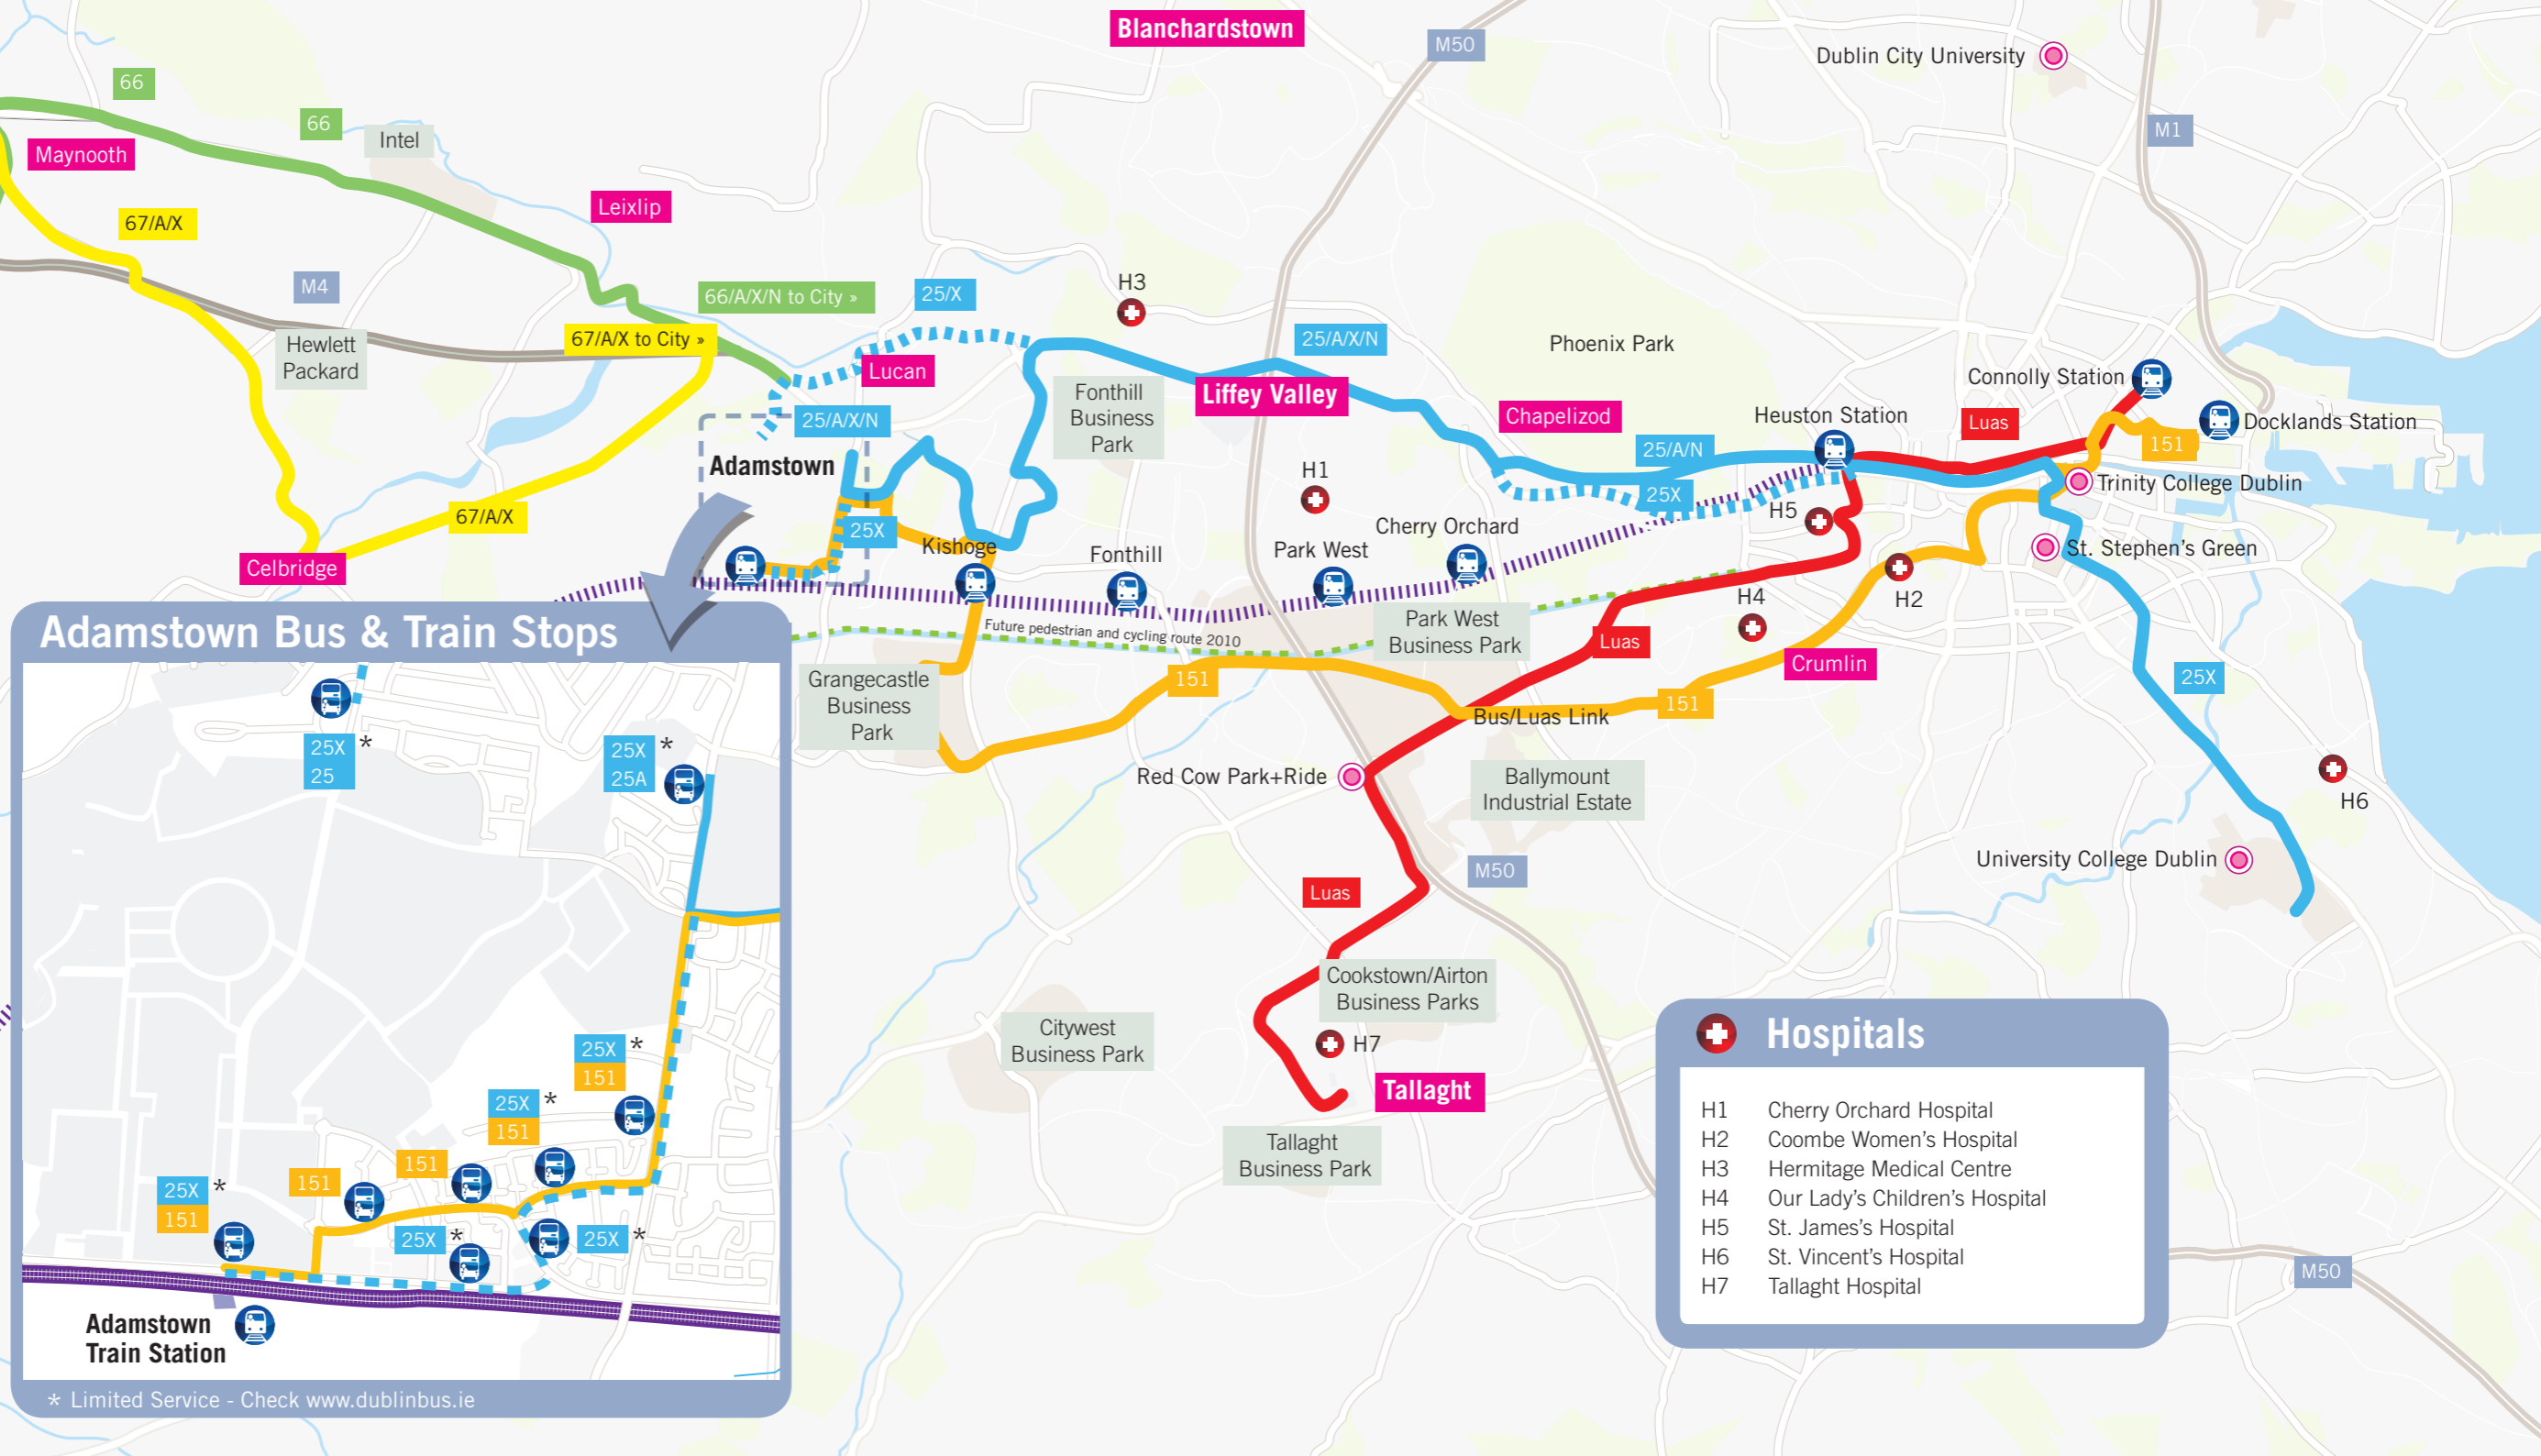 Blanchardstown
M50
Dublin City University
66
66
Intel
M1
Maynooth
Leixlip
67/A/X
M4
66/A/X/N to City »
25/X
H3
67/A/X to City »
25/A/X/N
Phoenix Park
Hewlett
Packard
Lucan
Connolly Station
Fonthill
Business
Park
Liffey Valley
Chapelizod
Heuston Station
Luas
Docklands Station
25/A/X/N
25/A/N
151
Adamstown
H1
25X
Trinity College Dublin
67/A/X
25X
H5
Cherry Orchard
Kishoge
Fonthill
Park West
St. Stephen's Green
Celbridge
H4
H2
Future pedestrian and cycling route 2010
Park West
Business Park
Luas
Crumlin
Grangecastle
Business
Park
151
151
25X
Bus/Luas Link
Red Cow Park+Ride
Ballymount
Industrial Estate
H6
University College Dublin
M50
Luas
Cookstown/Airton
Business Parks
Citywest
Business Park
H7
Tallaght
Tallaght
Business Park
M50
Adamstown Bus & Train Stops
25X *
25
25X *
25A
25X *
151
25X *
151
151
151
25X *
151
25X *
25X *
Adamstown
Train Station
* Limited Service - Check www.dublinbus.ie
Hospitals
H1 Cherry Orchard Hospital
H2 Coombe Women's Hospital
H3 Hermitage Medical Centre
H4 Our Lady's Children's Hospital
H5 St. James's Hospital
H6 St. Vincent's Hospital
H7 Tallaght Hospital